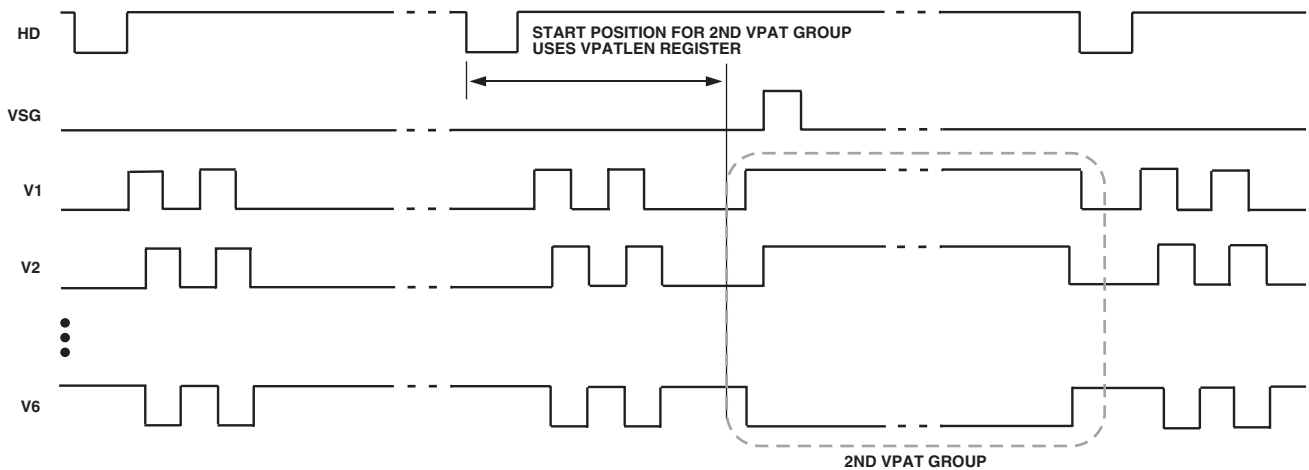 HD
START POSITION FOR 2ND VPAT GROUP
USES VPATLEN REGISTER
VSG
V1
V2
V6
2ND VPAT GROUP